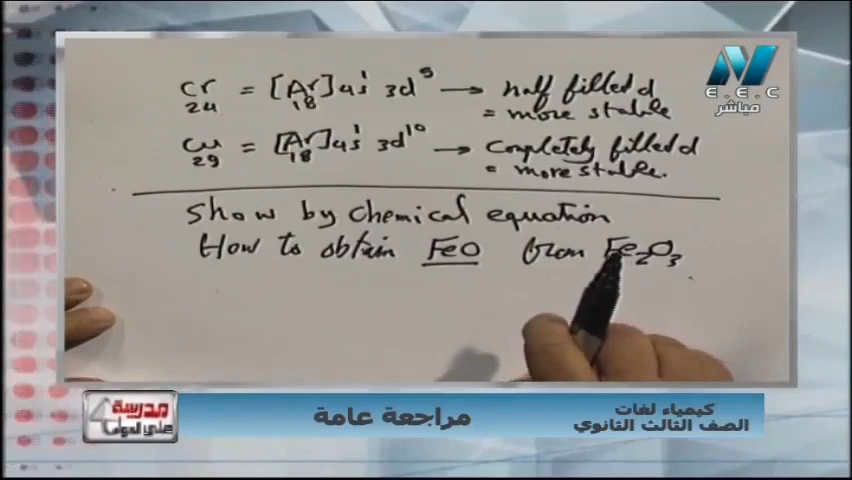 Cr = [Ar] 4s¹ 3d⁵ → half filled d
24 18 = more stable
Cu = [Ar] 4s¹ 3d¹⁰ → completely filled d
29 18 = more stable.
Show by chemical equation
How to obtain FeO from Fe₂O₃
E.E.C
مباشر
مدرسة
على الهواء
مراجعة عامة
كيمياء لغات
الصف الثالث الثانوي